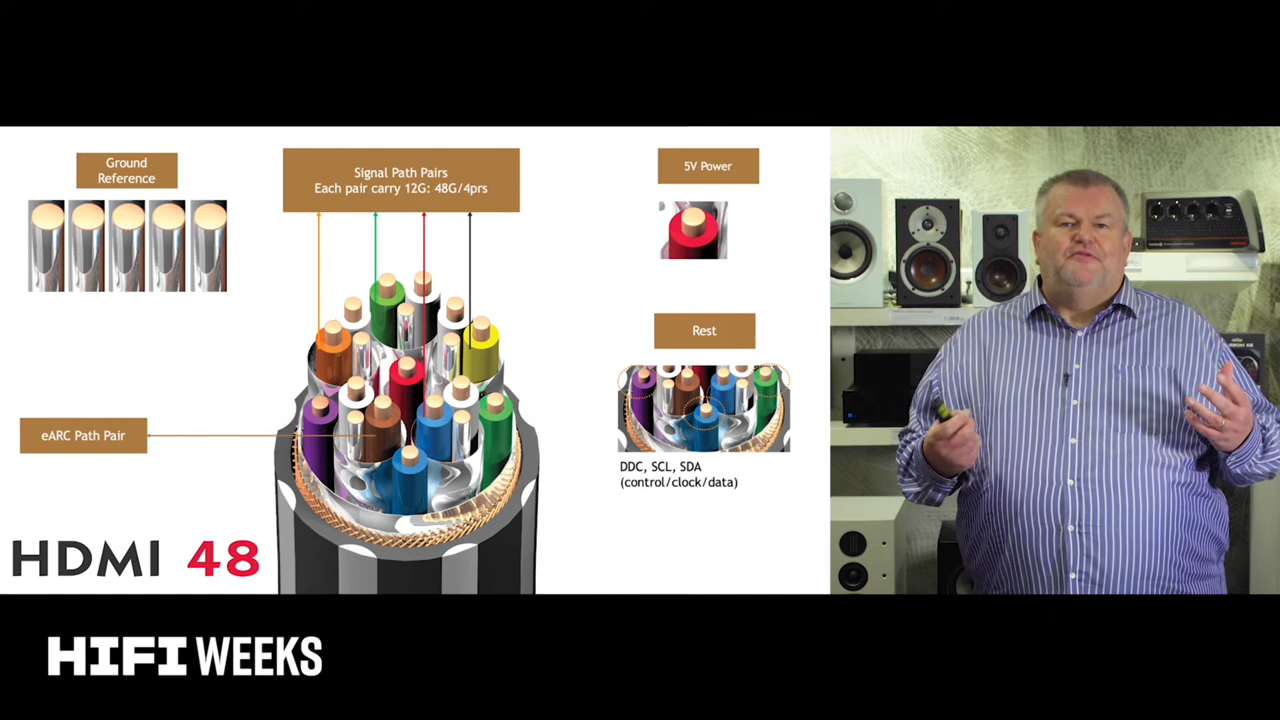 Ground
Reference
Signal Path Pairs
Each pair carry 12G: 48G/4prs
5V Power
Rest
eARC Path Pair
DDC, SCL, SDA
(control/clock/data)
HDMI 48
HIFI WEEKS